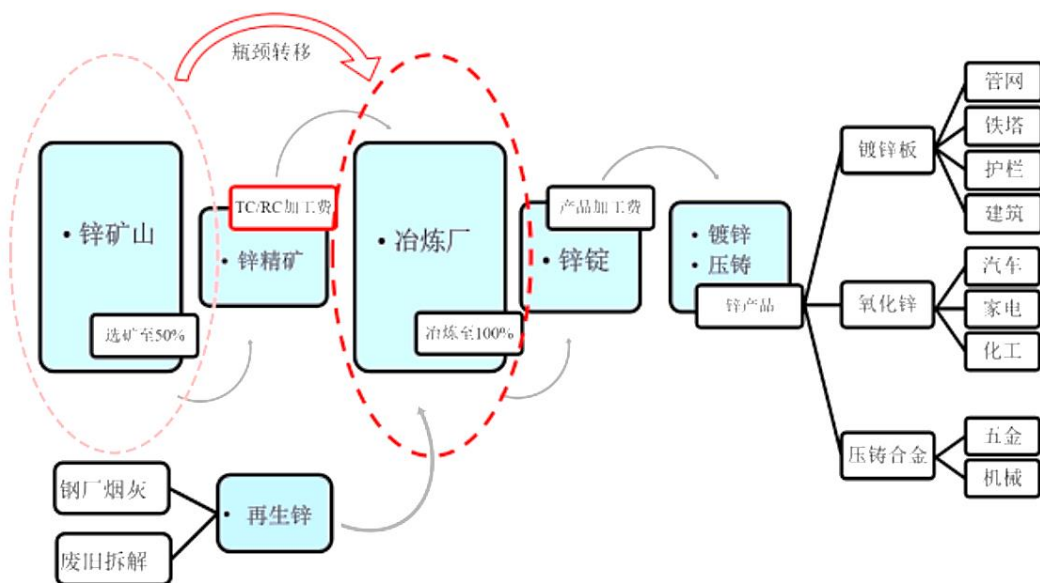 瓶颈转移
• 锌矿山
选矿至50%
TC/RC加工费
• 锌精矿
• 冶炼厂
冶炼至100%
产品加工费
• 锌锭
• 镀锌
• 压铸
锌产品
镀锌板
管网
铁塔
护栏
建筑
氧化锌
汽车
家电
化工
压铸合金
五金
机械
钢厂烟灰
废旧拆解
• 再生锌